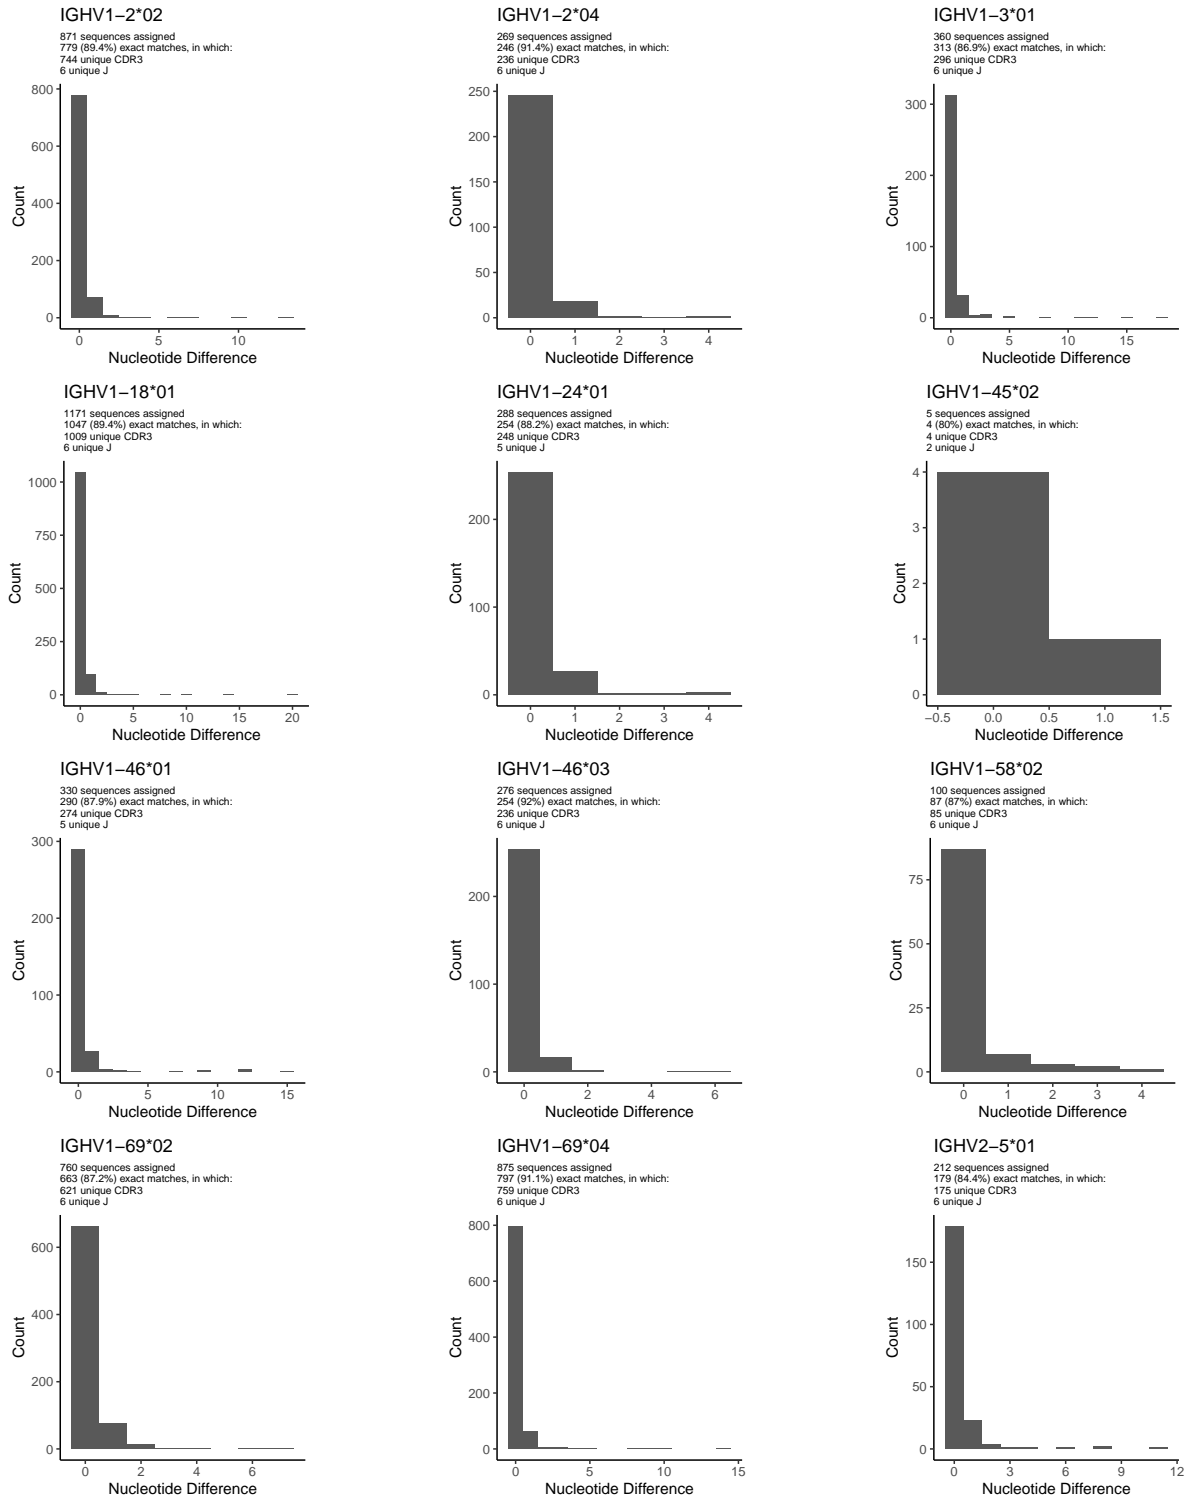 IGHV1−2*02
871 sequences assigned
779 (89.4%) exact matches, in which:
744 unique CDR3
6 unique J
800
600
400
200
0
0 5 10
Count
Nucleotide Difference
IGHV1−2*04
269 sequences assigned
246 (91.4%) exact matches, in which:
236 unique CDR3
6 unique J
250
200
150
100
50
0
0 1 2 3 4
Count
Nucleotide Difference
IGHV1−3*01
360 sequences assigned
313 (86.9%) exact matches, in which:
296 unique CDR3
6 unique J
300
200
100
0
0 5 10 15
Count
Nucleotide Difference
IGHV1−18*01
1171 sequences assigned
1047 (89.4%) exact matches, in which:
1009 unique CDR3
6 unique J
1000
750
500
250
0
0 5 10 15 20
Count
Nucleotide Difference
IGHV1−24*01
288 sequences assigned
254 (88.2%) exact matches, in which:
248 unique CDR3
5 unique J
200
100
0
0 1 2 3 4
Count
Nucleotide Difference
IGHV1−45*02
5 sequences assigned
4 (80%) exact matches, in which:
4 unique CDR3
2 unique J
4
3
2
1
0
−0.5 0.0 0.5 1.0 1.5
Count
Nucleotide Difference
IGHV1−46*01
330 sequences assigned
290 (87.9%) exact matches, in which:
274 unique CDR3
5 unique J
300
200
100
0
0 5 10 15
Count
Nucleotide Difference
IGHV1−46*03
276 sequences assigned
254 (92%) exact matches, in which:
236 unique CDR3
6 unique J
200
100
0
0 2 4 6
Count
Nucleotide Difference
IGHV1−58*02
100 sequences assigned
87 (87%) exact matches, in which:
85 unique CDR3
6 unique J
75
50
25
0
0 1 2 3 4
Count
Nucleotide Difference
IGHV1−69*02
760 sequences assigned
663 (87.2%) exact matches, in which:
621 unique CDR3
6 unique J
600
400
200
0
0 2 4 6
Count
Nucleotide Difference
IGHV1−69*04
875 sequences assigned
797 (91.1%) exact matches, in which:
759 unique CDR3
6 unique J
800
600
400
200
0
0 5 10 15
Count
Nucleotide Difference
IGHV2−5*01
212 sequences assigned
179 (84.4%) exact matches, in which:
175 unique CDR3
6 unique J
150
100
50
0
0 3 6 9 12
Count
Nucleotide Difference